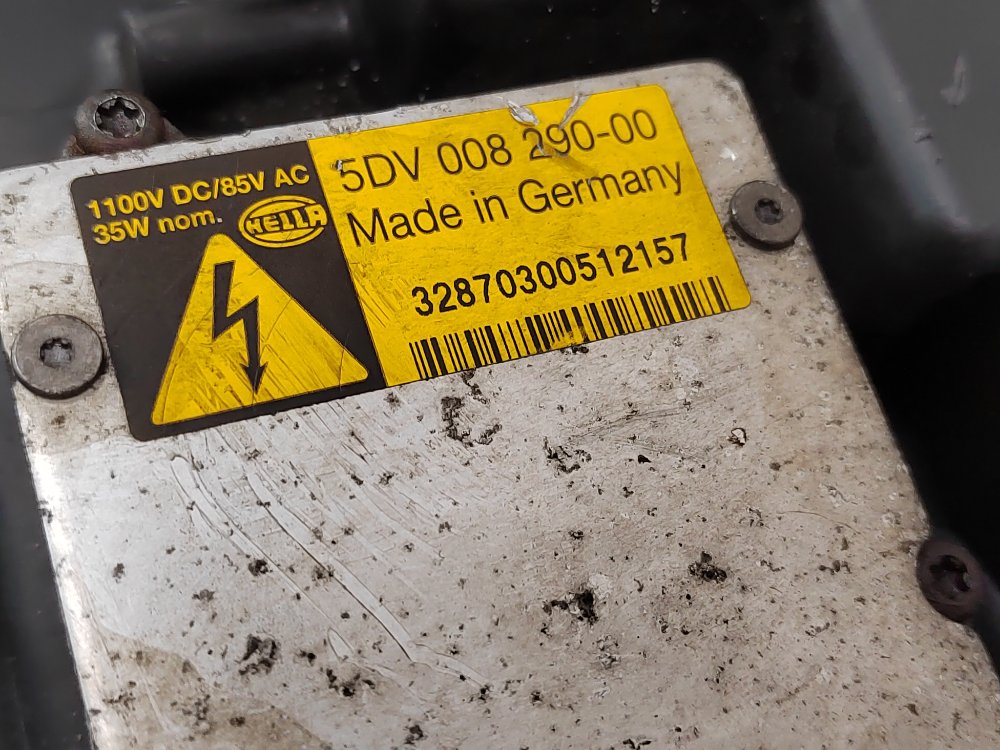 1100V DC/85V AC
35W nom.
HELLA
5DV 008 290-00
Made in Germany
32870300512157